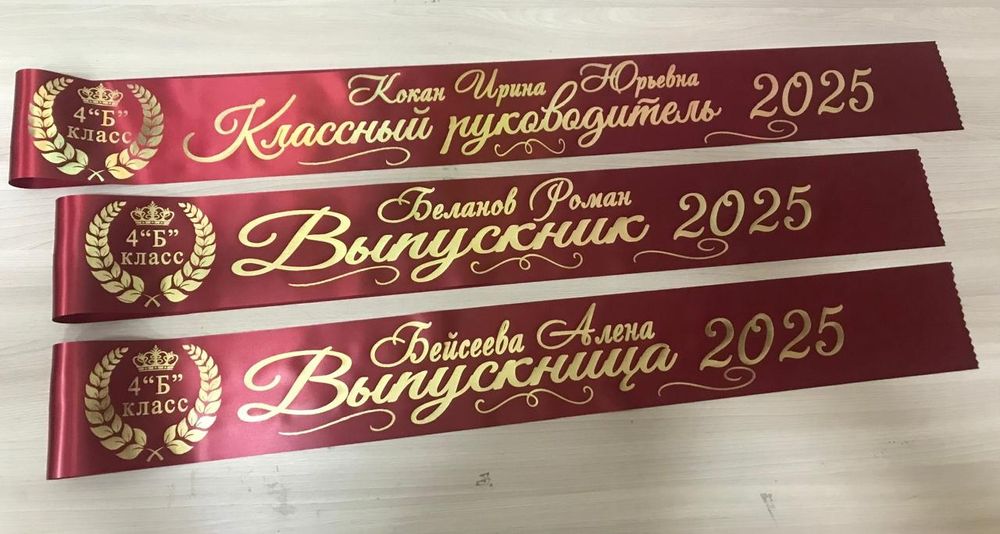 4“Б”
класс
Кокан Ирина Юрьевна
Классный руководитель 2025
4“Б”
класс
Беланов Роман
Выпускник 2025
4“Б”
класс
Бейсеева Алена
Выпускница 2025